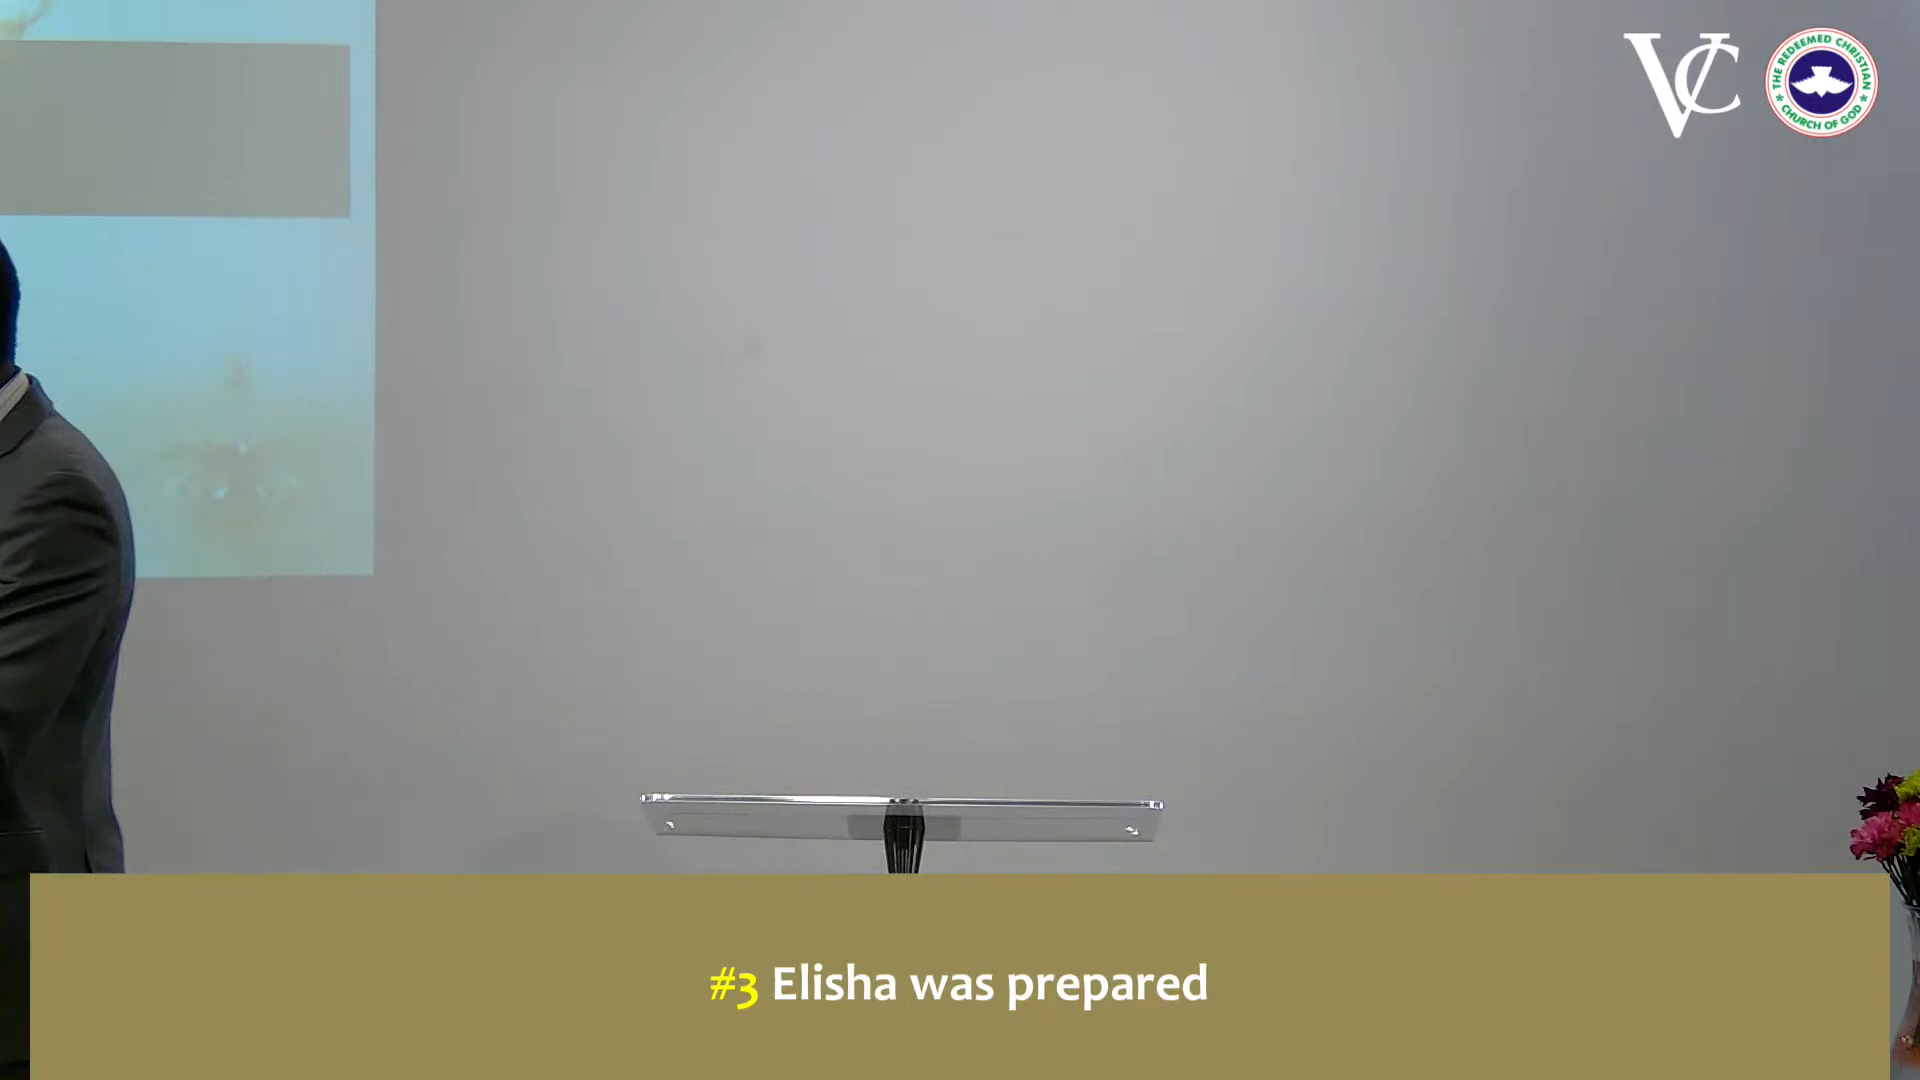 VC
THE REDEEMED CHRISTIAN
CHURCH OF GOD
#3 Elisha was prepared